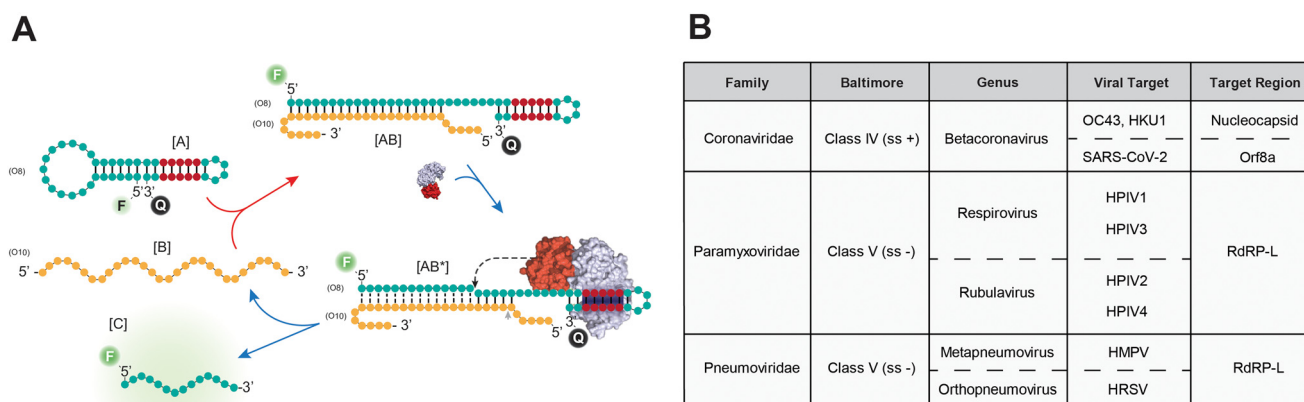 A
F
5'
(O8)
(O10)
- 3'
[AB]
3'
5'
Q
[A]
(O8)
5' 3'
F
Q
[B]
(O10)
5' -
- 3'
[AB*]
F
5'
(O8)
(O10)
- 3'
3'
5'
Q
[C]
F
5'
-3'
B
Family Baltimore Genus Viral Target Target Region
Coronaviridae Class IV (ss +) Betacoronavirus
OC43, HKU1 Nucleocapsid
SARS-CoV-2 Orf8a
Paramyxoviridae Class V (ss -) RdRP-L
Respirovirus
HPIV1
HPIV3
Rubulavirus
HPIV2
HPIV4
Pneumoviridae Class V (ss -) RdRP-L
Metapneumovirus HMPV
Orthopneumovirus HRSV